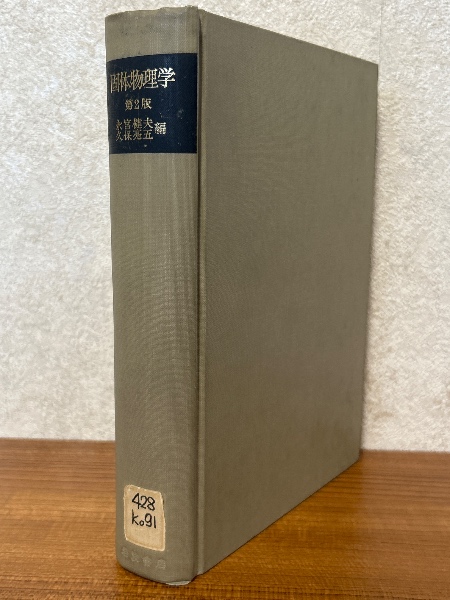 固体物理学
第2版
永宮健夫
久保亮五
編
428
Ko91